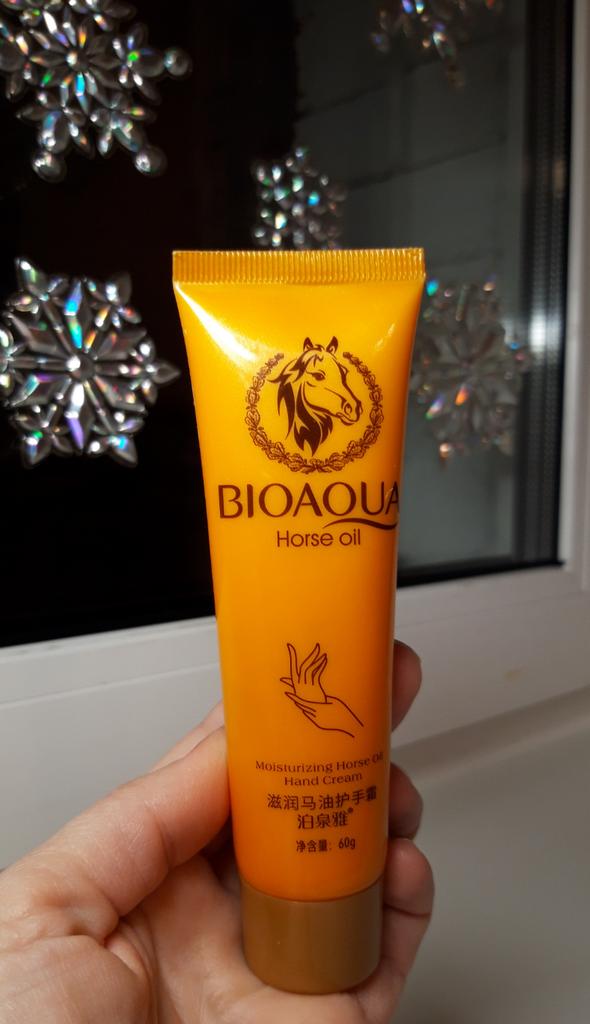 BIOAQUA
Horse oil
Moisturizing Horse Oil
Hand Cream
滋润马油护手霜
泊泉雅®
净含量: 60g